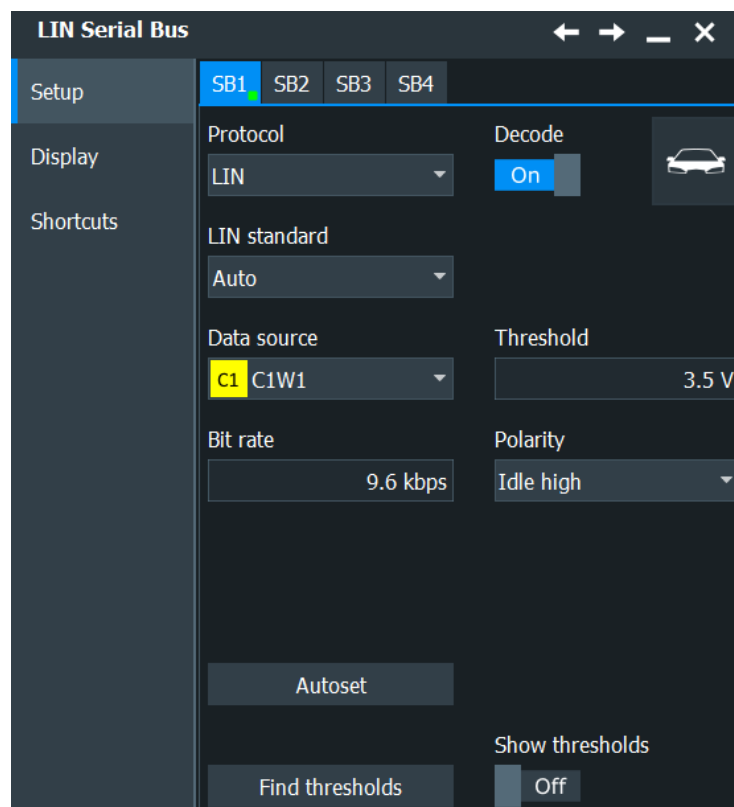 LIN Serial Bus
Setup
Display
Shortcuts
SB1 SB2 SB3 SB4
Protocol
LIN
Decode
On
LIN standard
Auto
Data source
C1 C1W1
Threshold
3.5 V
Bit rate
9.6 kbps
Polarity
Idle high
Autoset
Find thresholds
Show thresholds
Off